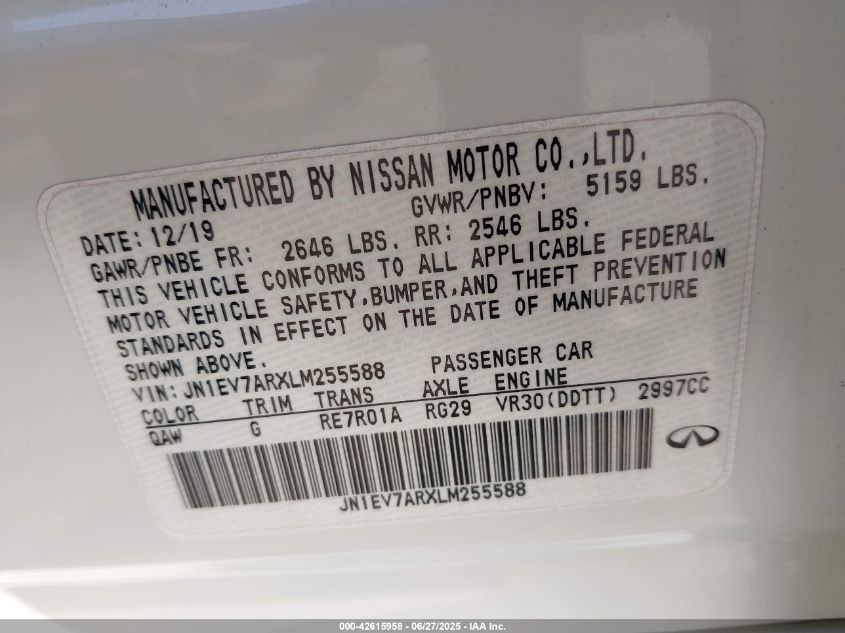 MANUFACTURED BY NISSAN MOTOR CO.,LTD.
DATE: 12/19 GVWR/PNBV: 5159 LBS.
GAWR/PNBE FR: 2646 LBS. RR: 2546 LBS.
THIS VEHICLE CONFORMS TO ALL APPLICABLE FEDERAL
MOTOR VEHICLE SAFETY,BUMPER,AND THEFT PREVENTION
STANDARDS IN EFFECT ON THE DATE OF MANUFACTURE
SHOWN ABOVE.
VIN: JN1EV7ARXLM255588 PASSENGER CAR
COLOR TRIM TRANS AXLE ENGINE
QAW G RE7R01A RG29 VR30(DDTT) 2997CC
JN1EV7ARXLM255588
000-42615958 - 06/27/2025 - IAA Inc.